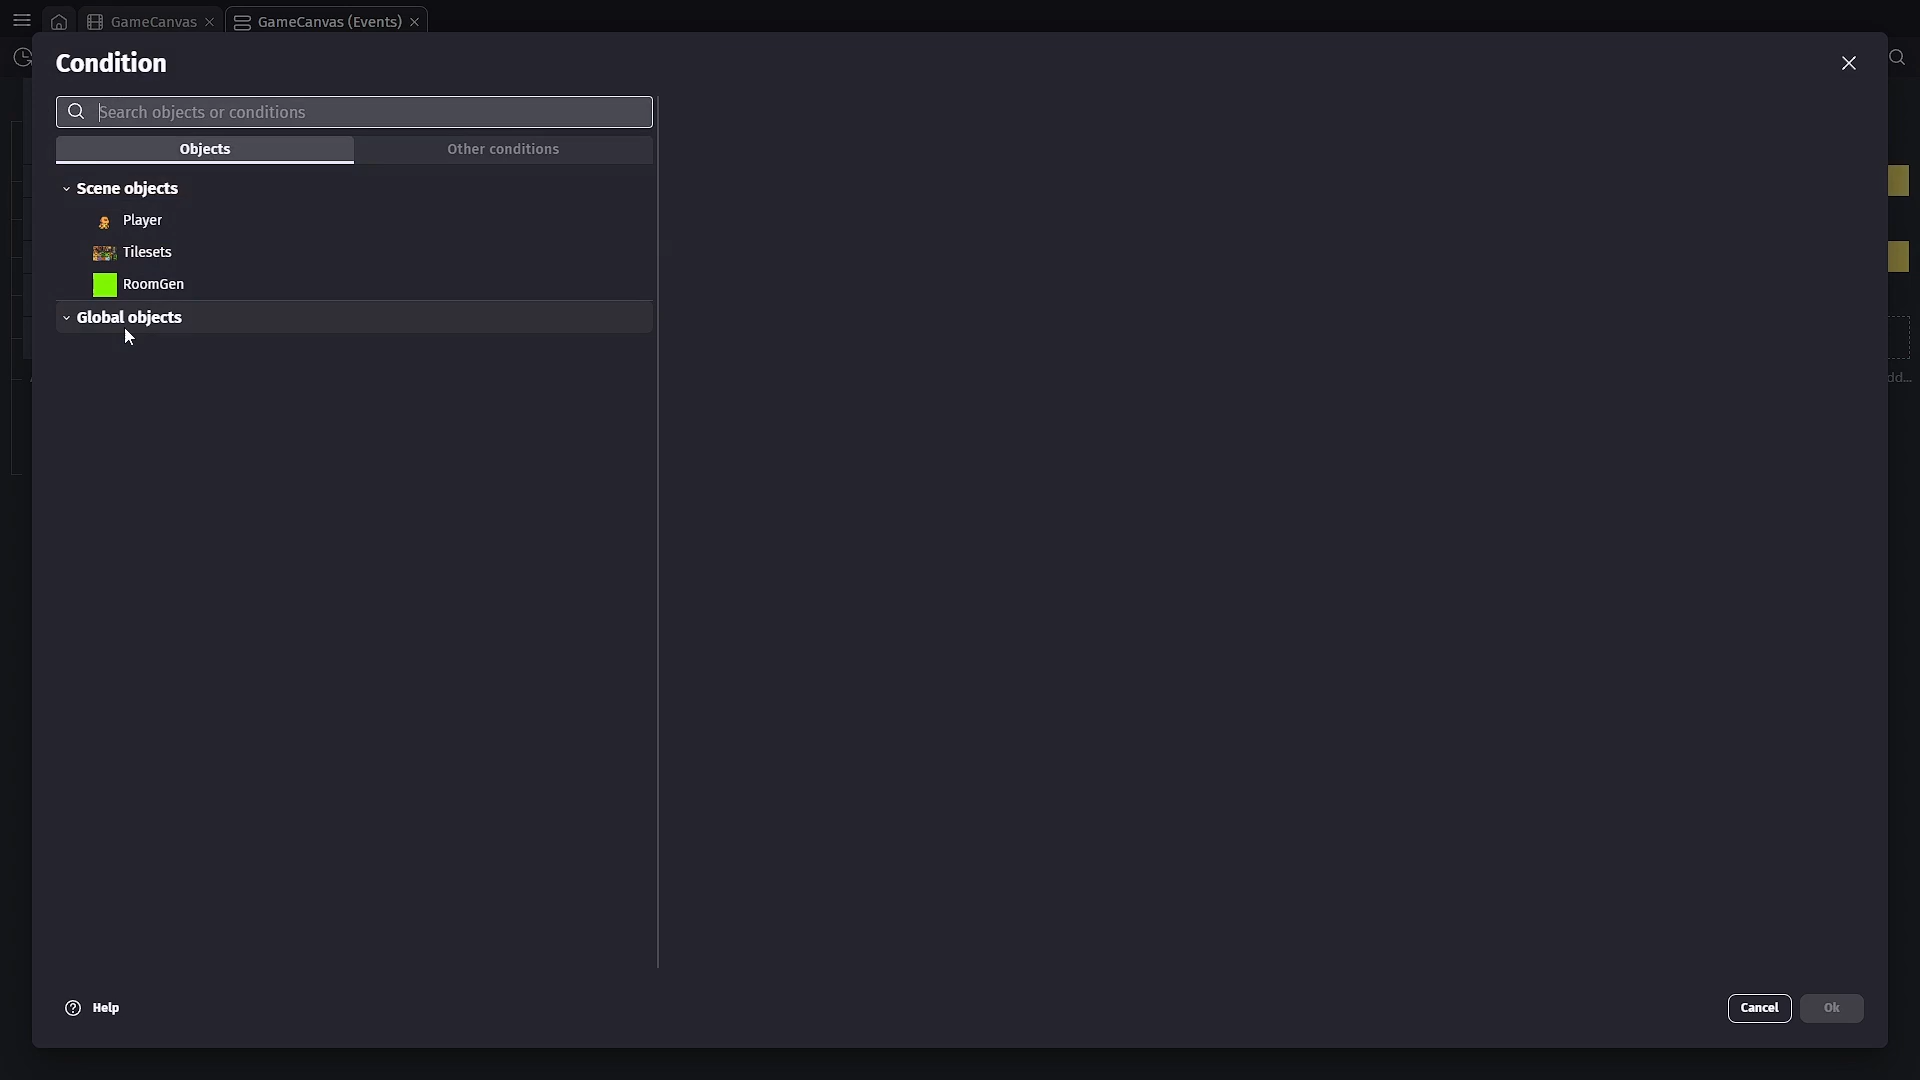 GameCanvas
GameCanvas (Events)
Condition
Search objects or conditions
Objects
Other conditions
Scene objects
Player
Tilesets
RoomGen
Global objects
dd...
Help
Cancel
Ok